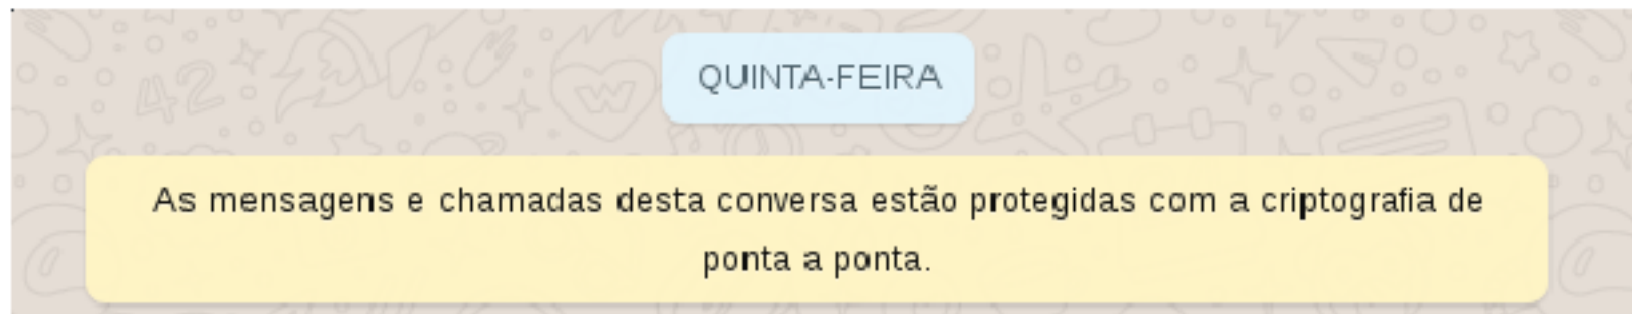 QUINTA-FEIRA
As mensagens e chamadas desta conversa estão protegidas com a criptografia de
ponta a ponta.